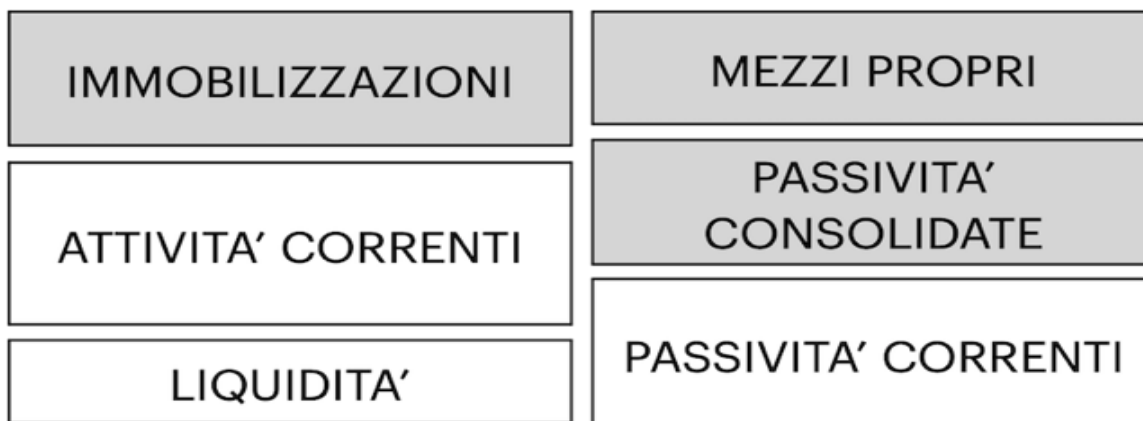 IMMOBILIZZAZIONI
ATTIVITA’ CORRENTI
LIQUIDITA’
MEZZI PROPRI
PASSIVITA’
CONSOLIDATE
PASSIVITA’ CORRENTI